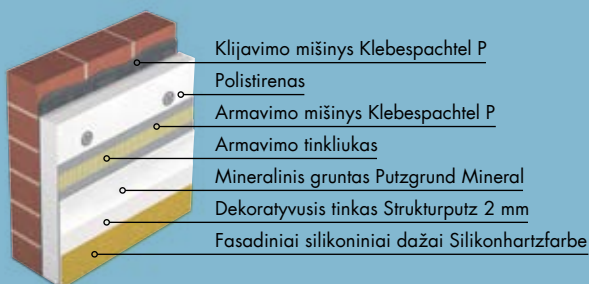 Klijavimo mišinys Klebespachtel P
Polistirenas
Armavimo mišinys Klebespachtel P
Armavimo tinkliukas
Mineralinis gruntas Putzgrund Mineral
Dekoratyvusis tinkas Strukturputz 2 mm
Fasadiniai silikoniniai dažai Silikonhartzfarbe